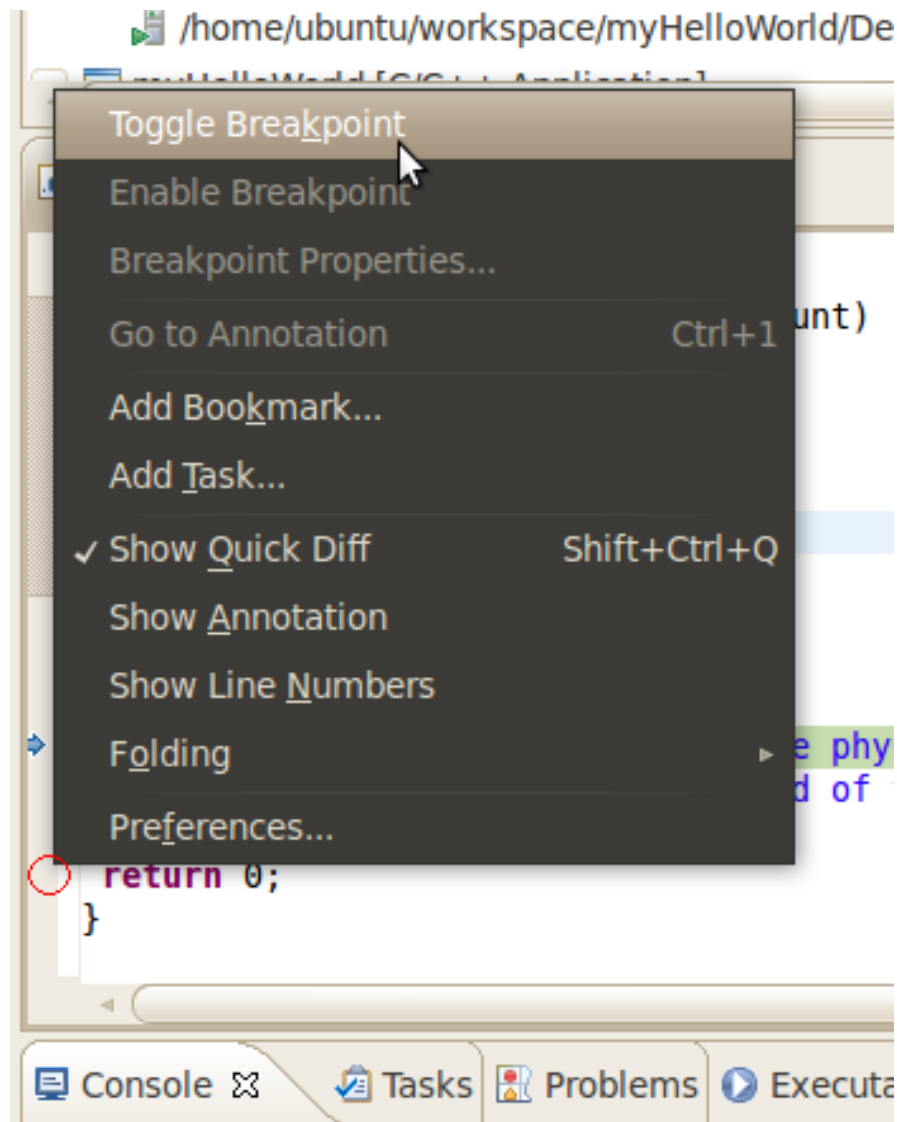 /home/ubuntu/workspace/myHelloWorld/De
myHelloWorld [C/C++ Application]
Toggle Breakpoint
Enable Breakpoint
Breakpoint Properties...
Go to Annotation Ctrl+1
unt)
Add Bookmark...
Add Task...
✓ Show Quick Diff Shift+Ctrl+Q
Show Annotation
Show Line Numbers
Folding
e phy
d of
Preferences...
return 0;
}
Console Tasks Problems Executa